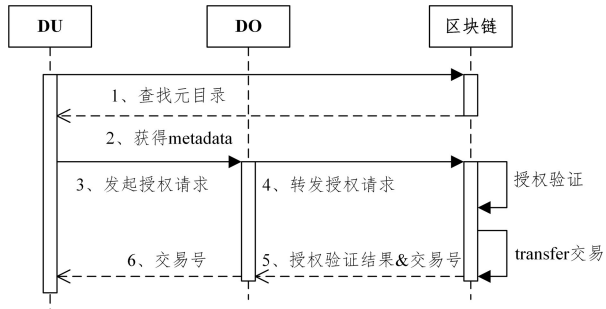 DU
DO
区块链
1、查找元目录
2、获得metadata
3、发起授权请求
4、转发授权请求
授权验证
transfer交易
5、授权验证结果&交易号
6、交易号